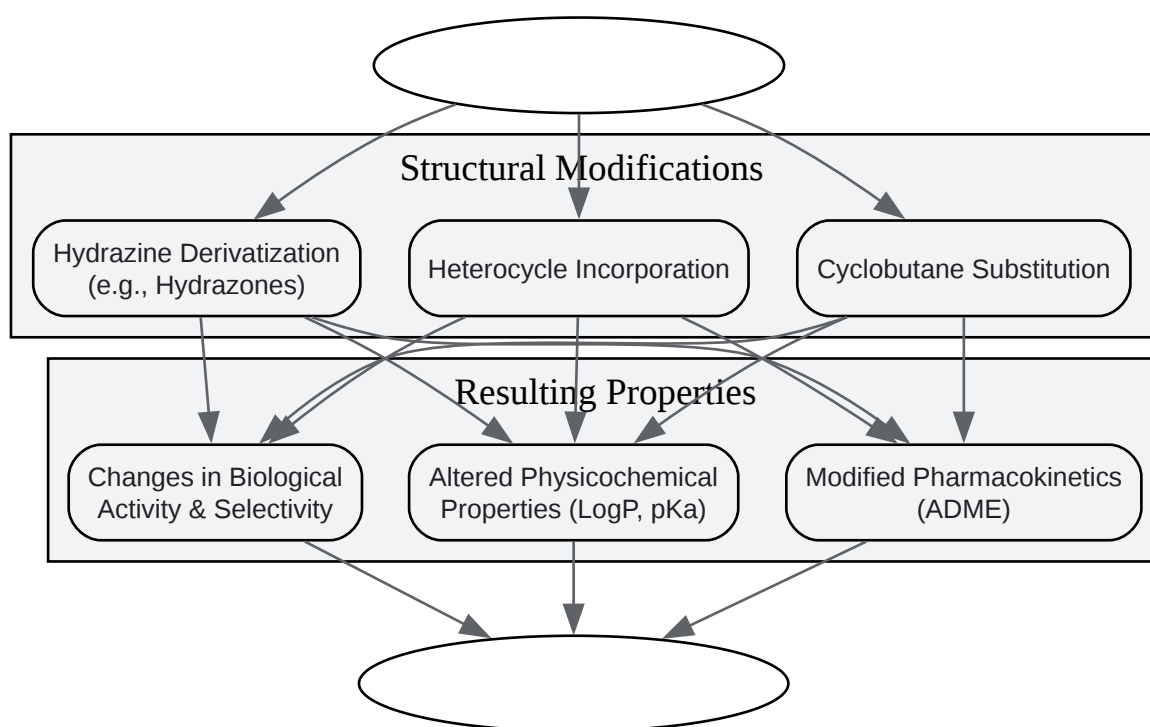 Structural Modifications
Hydrazine Derivatization
(e.g., Hydrazones)
Heterocycle Incorporation
Cyclobutane Substitution
Resulting Properties
Changes in Biological
Activity & Selectivity
Altered Physicochemical
Properties (LogP, pKa)
Modified Pharmacokinetics
(ADME)